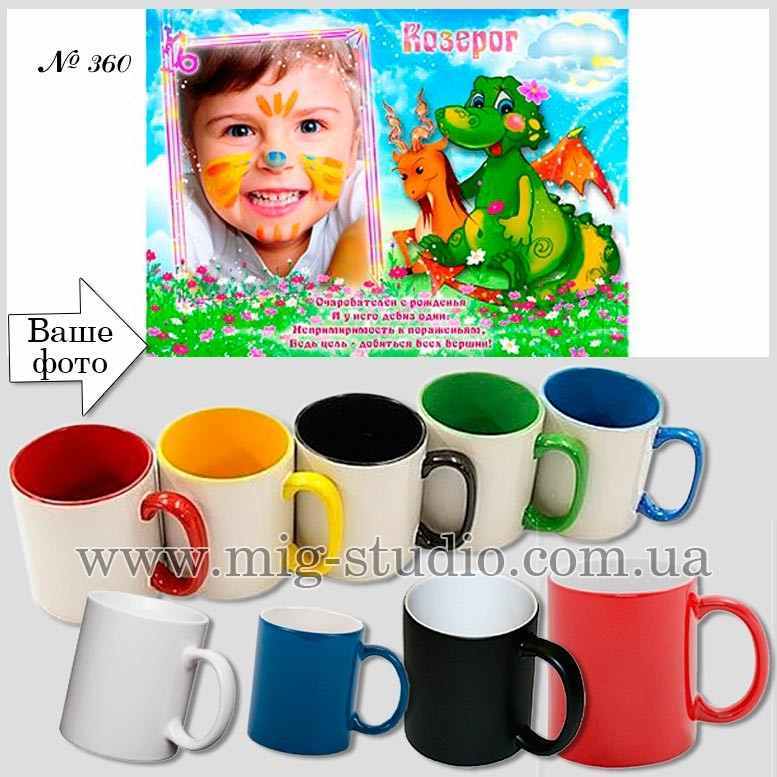 № 360
Козерог
Очарователен с рожденья
И у него девиз один:
Непримиримость к пораженьям,
Ведь цель - добиться всех вершин!
Ваше
фото
www.mig-studio.com.ua